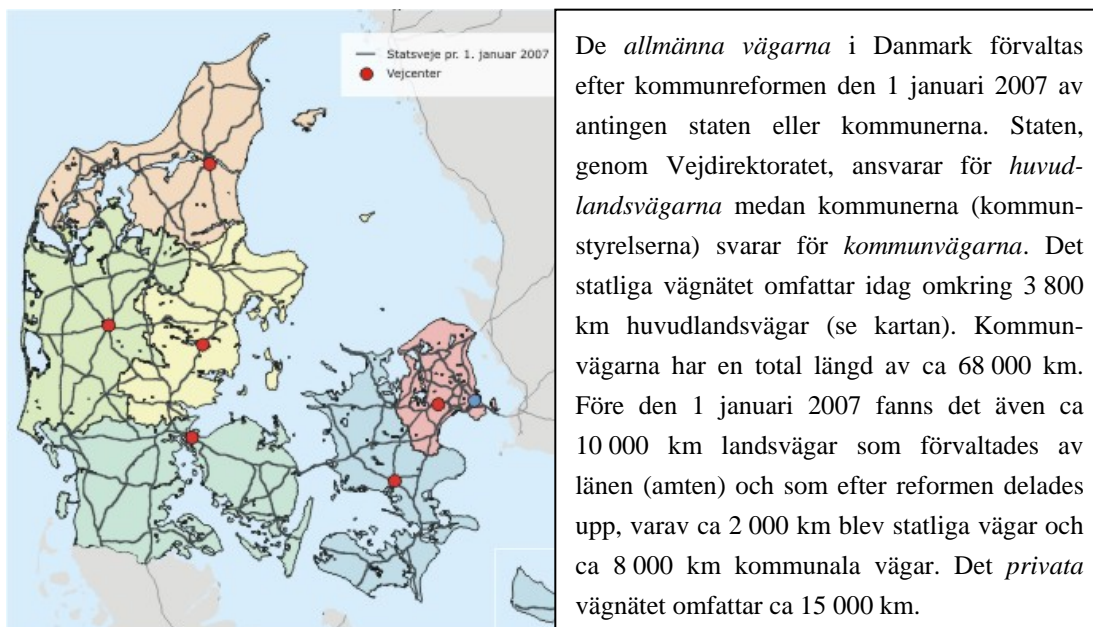 Statsveje pr. 1. januar 2007
Vejcenter
De allmänna vägarna i Danmark förvaltas
efter kommunreformen den 1 januari 2007 av
antingen staten eller kommunerna. Staten,
genom Vejdirektoratet, ansvarar för huvud-
landsvägarna medan kommunerna (kommun-
styrelserna) svarar för kommunvägarna. Det
statliga vägnätet omfattar idag omkring 3 800
km huvudlandsvägar (se kartan). Kommun-
vägarna har en total längd av ca 68 000 km.
Före den 1 januari 2007 fanns det även ca
10 000 km landsvägar som förvaltades av
länen (amten) och som efter reformen delades
upp, varav ca 2 000 km blev statliga vägar och
ca 8 000 km kommunala vägar. Det privata
vägnätet omfattar ca 15 000 km.